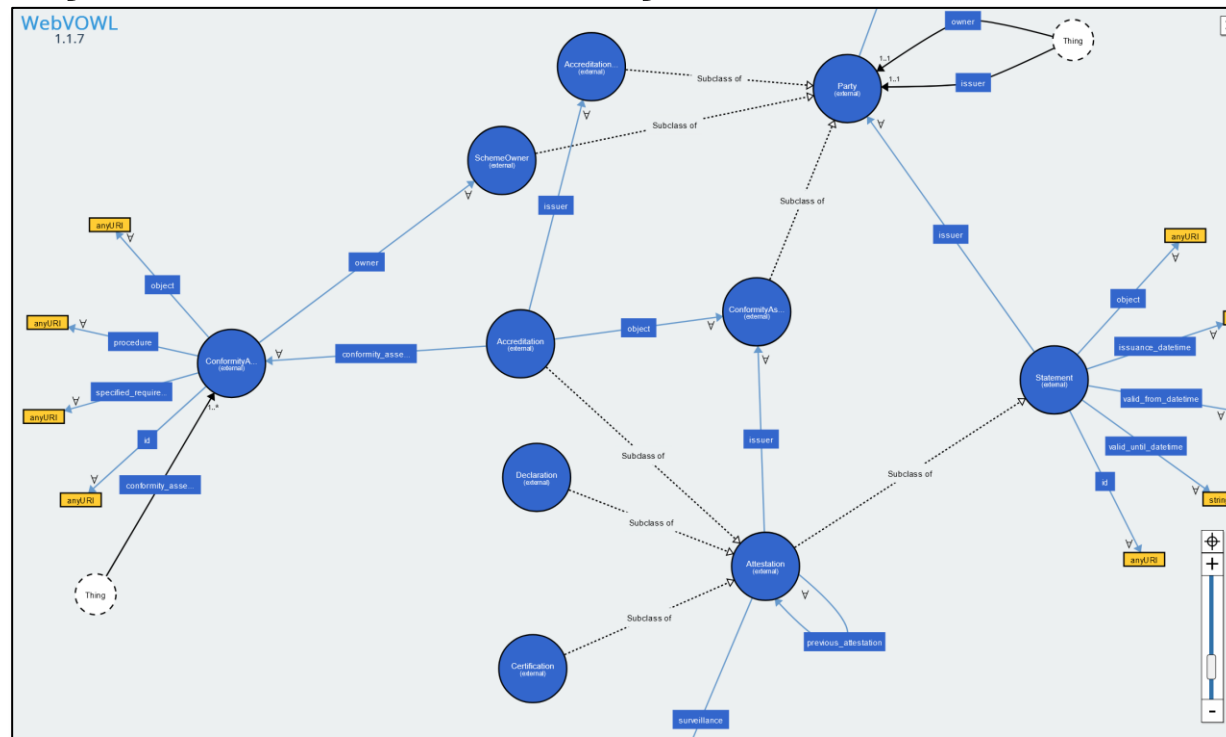 WebVOWL
1.1.7
owner
Thing
Accreditation...
(external)
Subclass of
1..1
1..1
Party
(external)
issuer
Subclass of
SchemeOwner
(external)
∀
∀
∀
Subclass of
issuer
anyURI
∀
issuer
anyURI
∀
owner
object
object
anyURI
∀
procedure
ConformityAs...
(external)
∀
object
issuance_datetime
∀
Accreditation
(external)
∀
conformity_asse...
ConformityA...
(external)
∀
Statement
(external)
specified_require...
1..*
anyURI
∀
valid_from_datetime
∀
id
issuer
valid_until_datetime
Subclass of
Declaration
(external)
Subclass of
id
conformity_asse...
∀
anyURI
∀
string
Subclass of
∀
anyURI
Attestation
(external)
Thing
∀
Subclass of
previous_attestation
Certification
(external)
surveillance
+
-